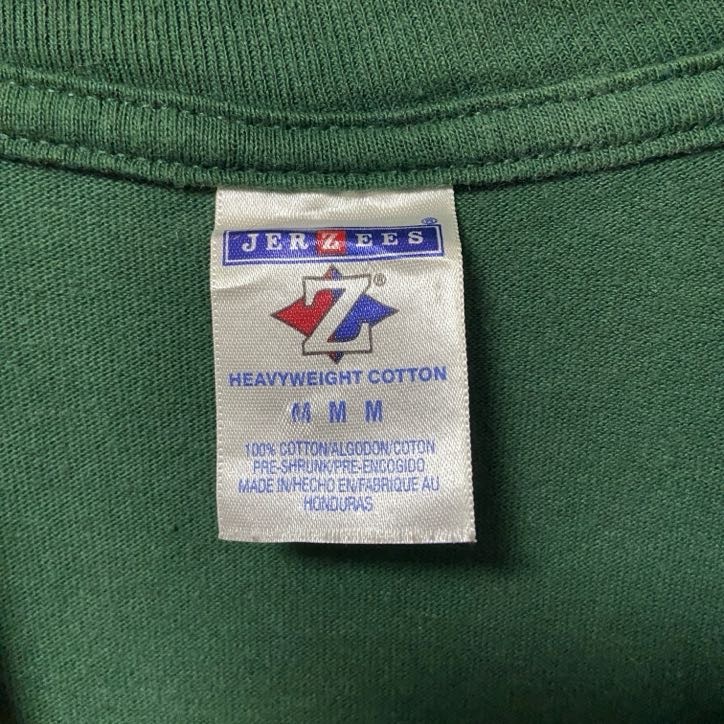 JERZEES®
Z®
HEAVYWEIGHT COTTON
M M M
100% COTTON/ALGODON/COTON
PRE-SHRUNK/PRE-ENCOGIDO
MADE IN/HECHO EN/FABRIQUE AU
HONDURAS